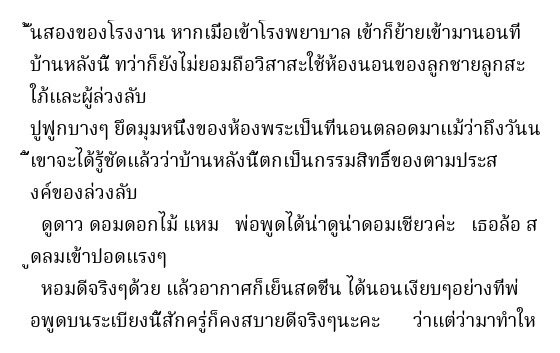 ั้นสองของโรงงาน หากเมื่อเข้าโรงพยาบาล เข้าก็ย้ายเข้ามานอนที่
บ้านหลังนี้ ทว่าก็ยังไม่ยอมถือวิสาสะใช้ห้องนอนของลูกชายลูกสะ
ใภ้และผู้ล่วงลับ
ปูฟูกบางๆ ยึดมุมหนึ่งของห้องพระเป็นที่นอนตลอดมาแม้ว่าถึงวันน
ี้เขาจะได้รู้ชัดแล้วว่าบ้านหลังนี้ตกเป็นกรรมสิทธิ์ของตามประส
งค์ของล่วงลับ
ดูดาว ดอมดอกไม้ แหม พ่อพูดได้น่าดูน่าดอมเชียวค่ะ เธอล้อ ส
ูดลมเข้าปอดแรงๆ
หอมดีจริงๆด้วย แล้วอากาศก็เย็นสดชื่น ได้นอนเงียบๆอย่างที่พ่
อพูดบนระเบียงนี้สักครู่ก็คงสบายดีจริงๆนะคะ ว่าแต่ว่ามาทำให